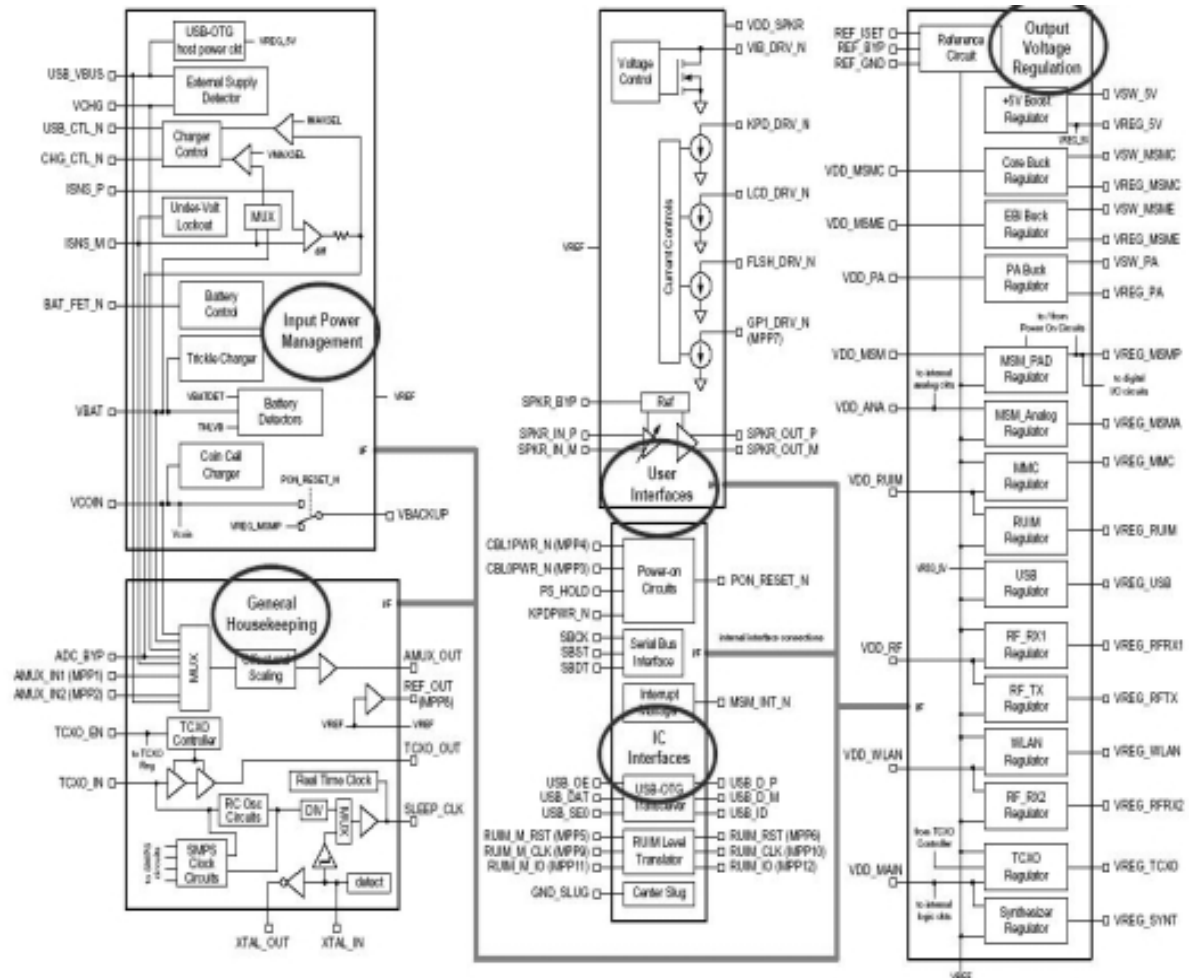 USB-OTG
host power ckt
VREG_5V
USB_VBUS
External Supply
Detector
VCHG
USB_CTL_N
Charger
Control
IMAXSEL
CHG_CTL_N
VMAXSEL
ISNS_P
Under-Volt
Lockout
MUX
ISNS_M
diff
BAT_FET_N
Battery
Control
Input Power
Management
Trickle Charger
VBATDET
VREF
VBAT
Battery
Detectors
I/F
Coin Cell
Charger
PON_RESET_N
VCOIN
VBACKUP
VREG_MSMP
Vcoin
General
Housekeeping
I/F
ADC_BYP
AMUX_IN1 (MPP1)
AMUX_IN2 (MPP2)
MUX
Scaling
AMUX_OUT
REF_OUT
(MPP8)
VREF
VREF
TCXO_EN
TCXO
Controller
to TCXO
Reg
TCXO_OUT
TCXO_IN
Real Time Clock
RC Osc
Circuits
DIV
MUX
SLEEP_CLK
SMPS
Clock
Circuits
to SMPS
circuits
detect
XTAL_OUT
XTAL_IN
VDD_SPKR
VIB_DRV_N
Voltage
Control
KPD_DRV_N
LCD_DRV_N
VREF
Current Controls
FLSH_DRV_N
GP1_DRV_N
(MPP7)
SPKR_BYP
Ref
SPKR_IN_P
SPKR_OUT_P
SPKR_IN_M
SPKR_OUT_M
User
Interfaces
I/F
CBL1PWR_N (MPP4)
CBL0PWR_N (MPP3)
PS_HOLD
KPDPWR_N
Power-on
Circuits
PON_RESET_N
SBCK
SBST
SBDT
Serial Bus
Interface
I/F
internal interface connections
Interrupt
MSM_INT_N
IC
Interfaces
USB_OE
USB-OTG
USB_D_P
USB_DAT
Transceiver
USB_D_M
USB_SE0
USB_ID
RUIM_M_RST (MPP5)
RUIM_M_CLK (MPP9)
RUIM_M_IO (MPP11)
RUIM Level
Translator
RUIM_RST (MPP6)
RUIM_CLK (MPP10)
RUIM_IO (MPP12)
GND_SLUG
Center Slug
REF_ISET
REF_BYP
REF_GND
Reference
Circuit
Output
Voltage
Regulation
+5V Boost
Regulator
VSW_5V
VREG_5V
VREG_5V
VDD_MSMC
Core Buck
Regulator
VSW_MSMC
VREG_MSMC
VDD_MSME
EBI Buck
Regulator
VSW_MSME
VREG_MSME
VDD_PA
PA Buck
Regulator
VSW_PA
VREG_PA
to / from
Power On Circuits
VDD_MSM
MSM_PAD
Regulator
VREG_MSMP
to internal
analog ckts
to digital
I/O circuits
VDD_ANA
MSM_Analog
Regulator
VREG_MSMA
MMC
Regulator
VREG_MMC
VDD_RUIM
RUIM
Regulator
VREG_RUIM
VREG_5V
USB
Regulator
VREG_USB
VDD_RF
RF_RX1
Regulator
VREG_RFRX1
RF_TX
Regulator
VREG_RFTX
I/F
WLAN
Regulator
VREG_WLAN
VDD_WLAN
RF_RX2
Regulator
VREG_RFRX2
from TCXO
Controller
TCXO
Regulator
VREG_TCXO
VDD_MAIN
to internal
logic ckts
Synthesizer
Regulator
VREG_SYNT
VREF